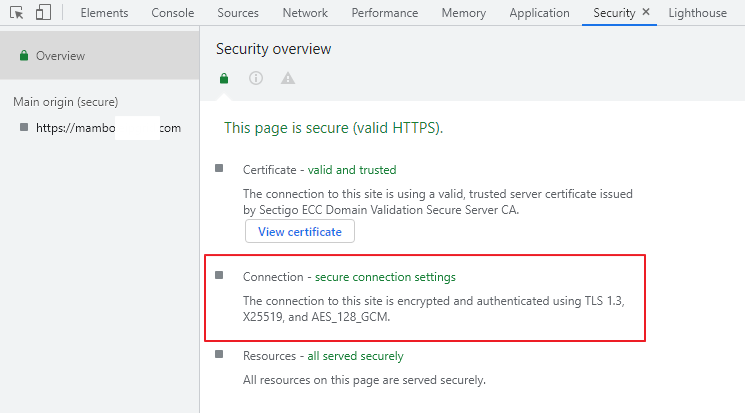 Elements Console Sources Network Performance Memory Application Security × Lighthouse
Overview
Main origin (secure)
https://mambo com
Security overview
This page is secure (valid HTTPS).
Certificate - valid and trusted
The connection to this site is using a valid, trusted server certificate issued
by Sectigo ECC Domain Validation Secure Server CA.
View certificate
Connection - secure connection settings
The connection to this site is encrypted and authenticated using TLS 1.3,
X25519, and AES_128_GCM.
Resources - all served securely
All resources on this page are served securely.